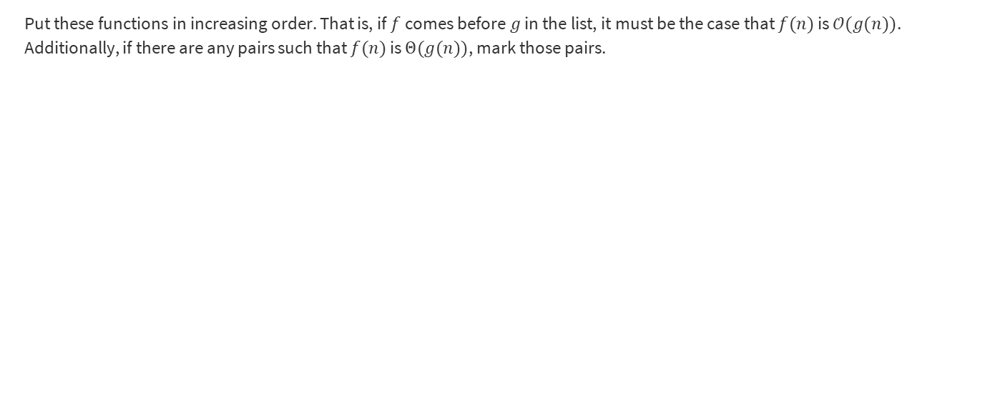 Put these functions in increasing order. That is, if f comes before g in the list, it must be the case that f(n) is 𝒪(g(n)).
Additionally, if there are any pairs such that f(n) is Θ(g(n)), mark those pairs.